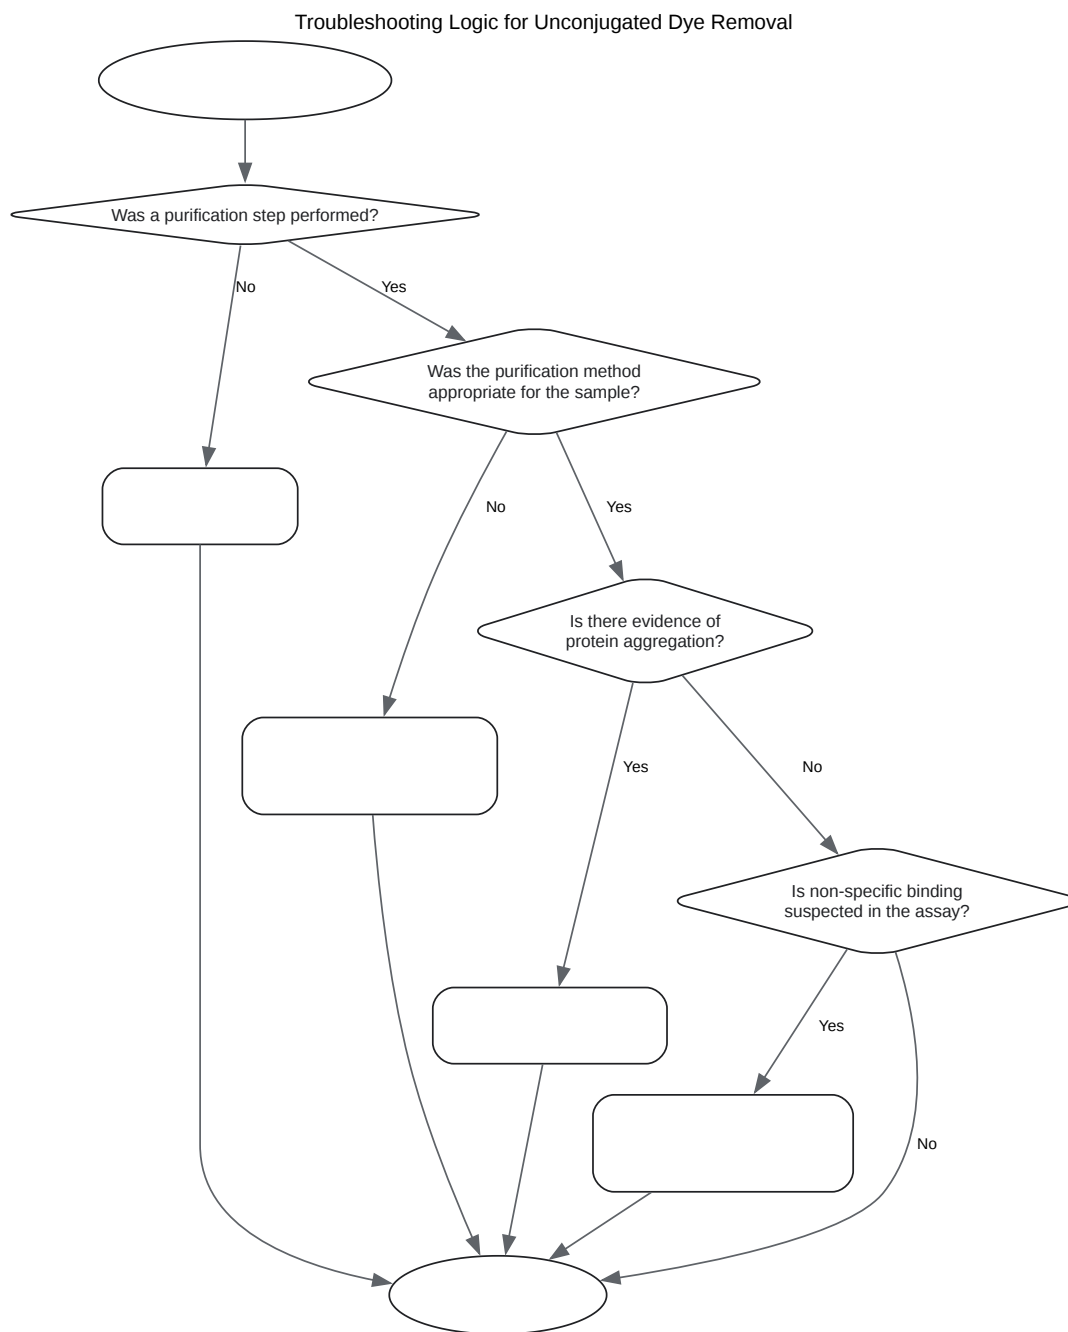 Troubleshooting Logic for Unconjugated Dye Removal
Was a purification step performed?
No
Yes
Was the purification method
appropriate for the sample?
No
Yes
Is there evidence of
protein aggregation?
Yes
No
Is non-specific binding
suspected in the assay?
Yes
No